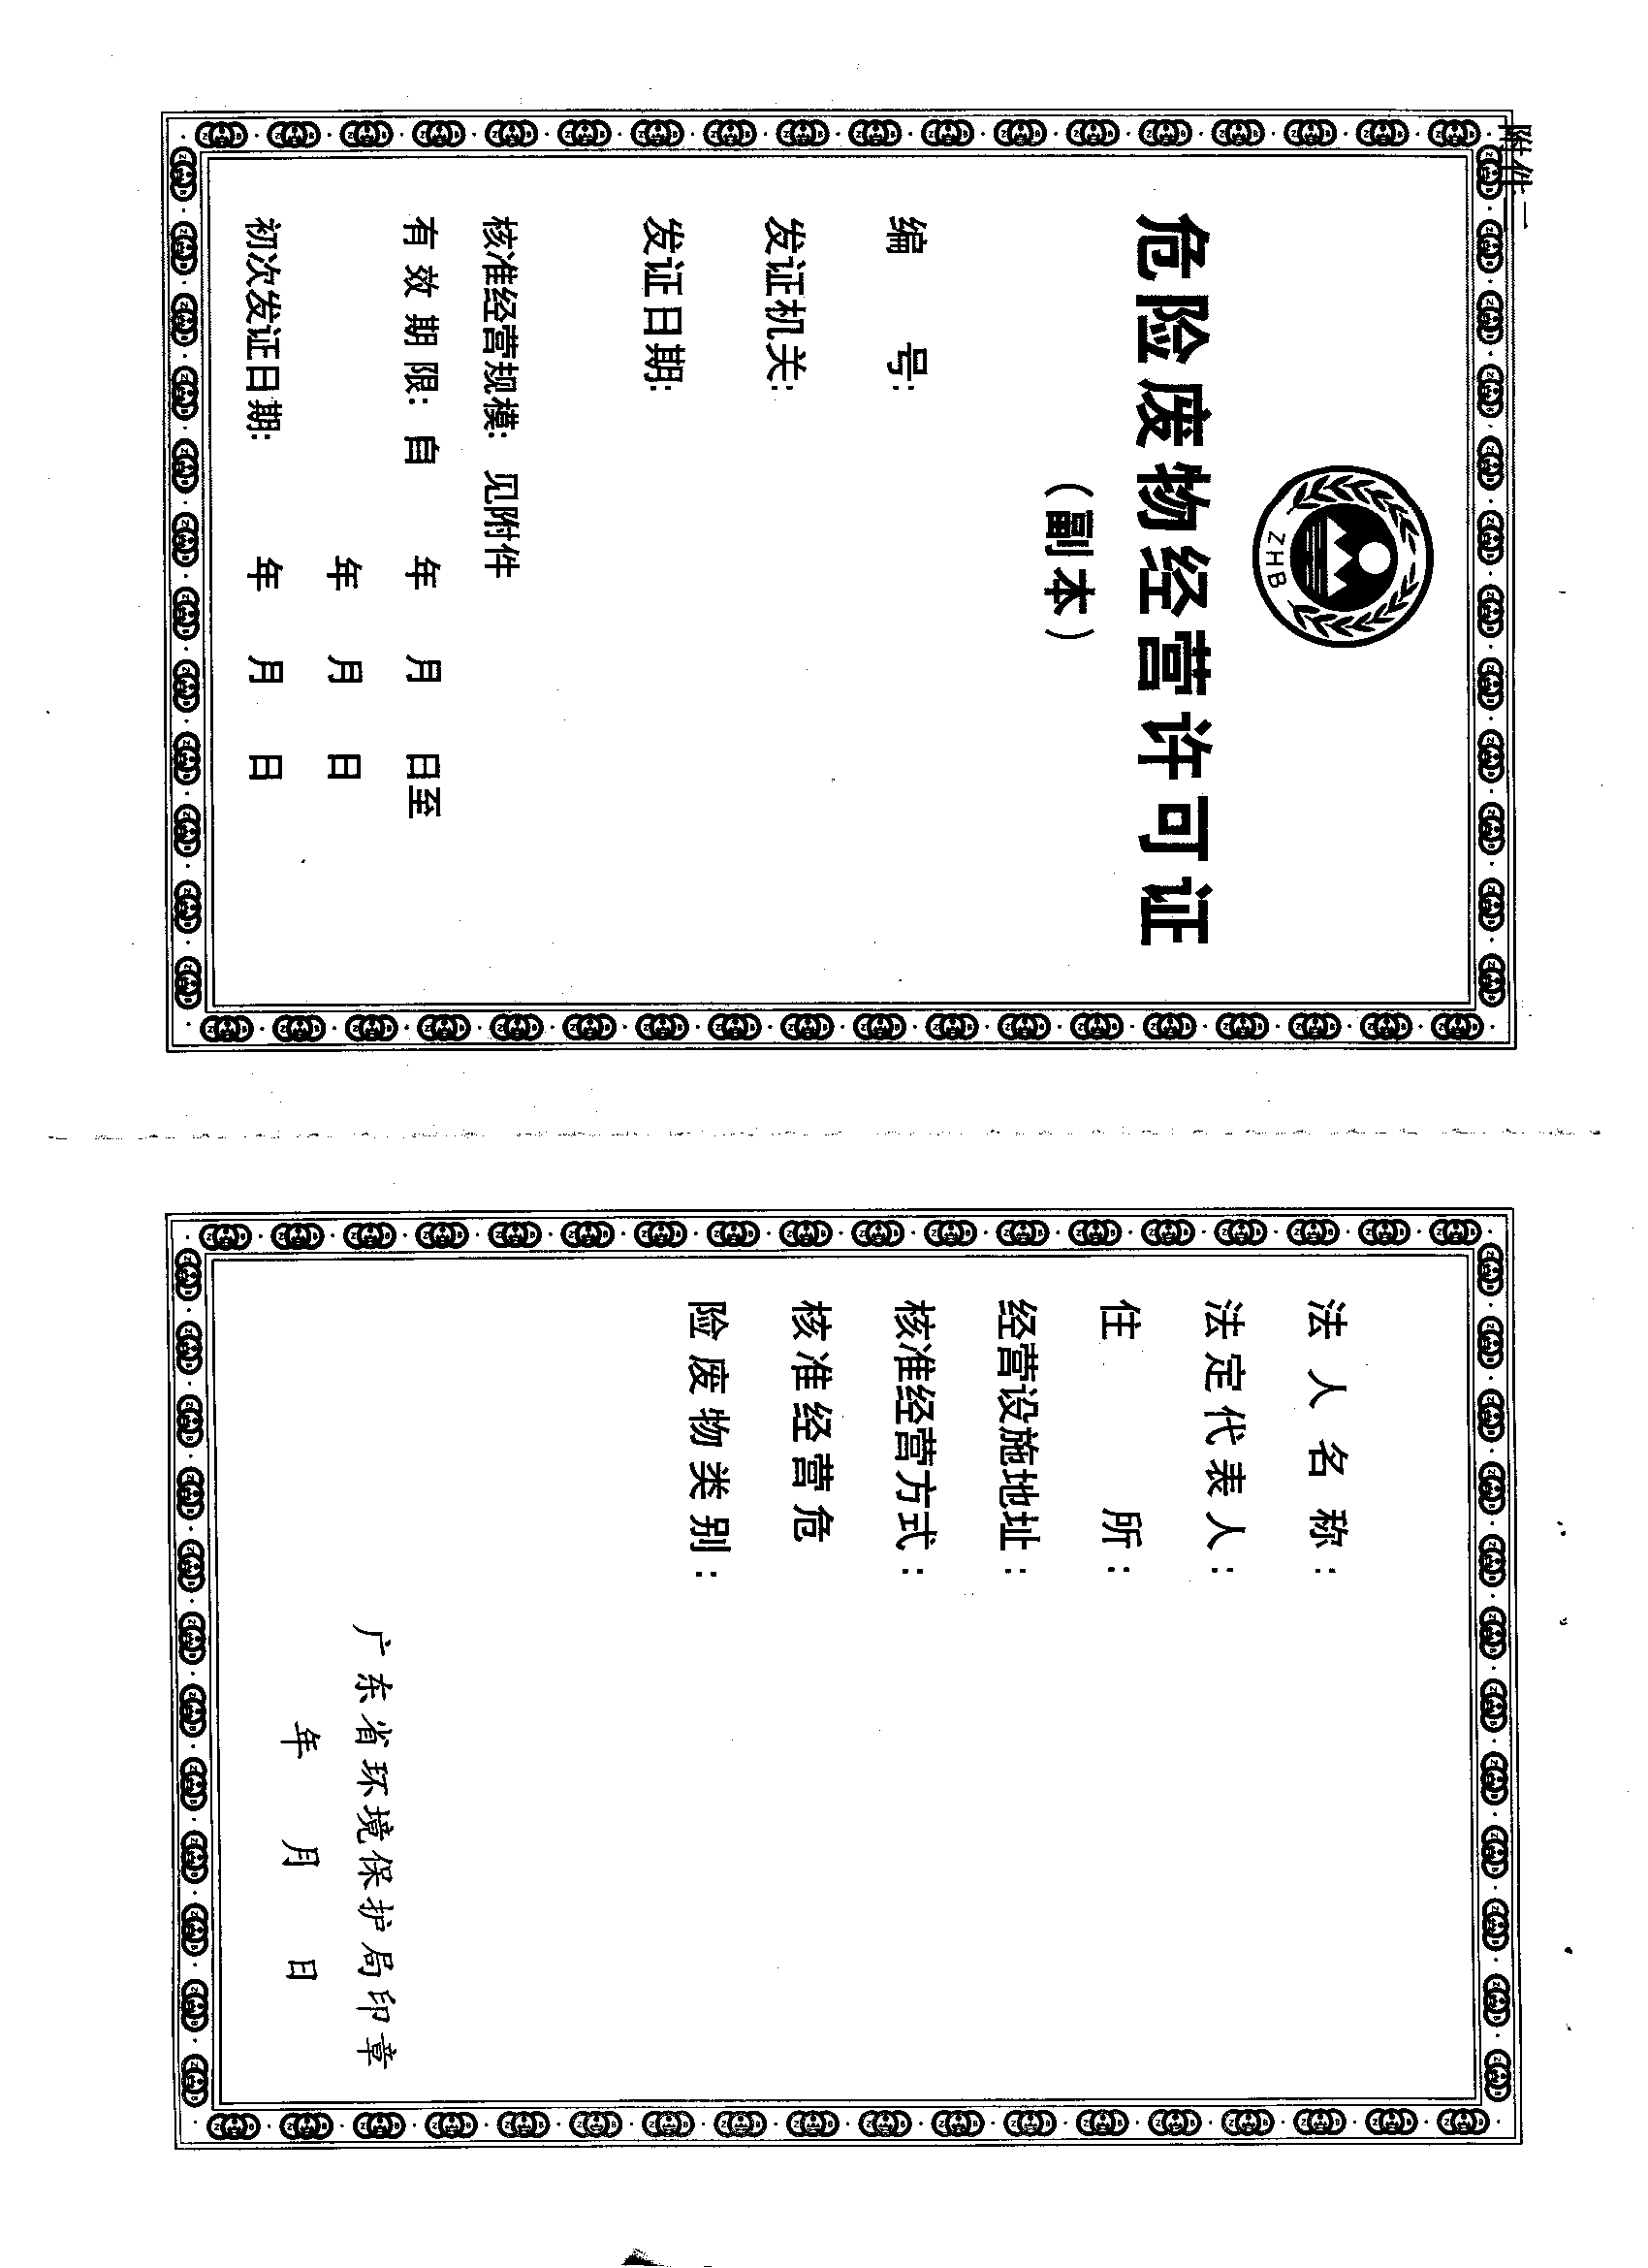 附件一
ZHB
危险废物经营许可证
（副本）
编 号：
发证机关：
发证日期：
核准经营规模： 见附件
有效期限：自 年 月 日至
年 月 日
初次发证日期： 年 月 日
法人名称：
法定代表人：
住 所：
经营设施地址：
核准经营方式：
核准经营危
险废物类别：
广东省环境保护局印章
年 月 日